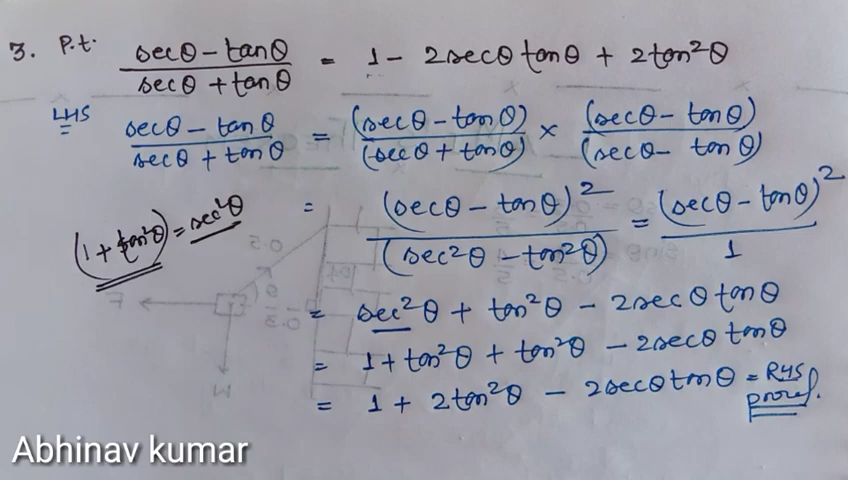 3. P.t. (secθ - tanθ)/(secθ + tanθ) = 1 - 2secθ tanθ + 2tan²θ
LHS (secθ - tanθ)/(secθ + tanθ) = (secθ - tanθ)/(secθ + tanθ) × (secθ - tanθ)/(secθ - tanθ)
(1 + tan²θ) = sec²θ
= (secθ - tanθ)²/(sec²θ - tan²θ) = (secθ - tanθ)²/1
= sec²θ + tan²θ - 2secθ tanθ
= 1 + tan²θ + tan²θ - 2secθ tanθ
= 1 + 2tan²θ - 2secθ tanθ = RHS
proved.
Abhinav kumar